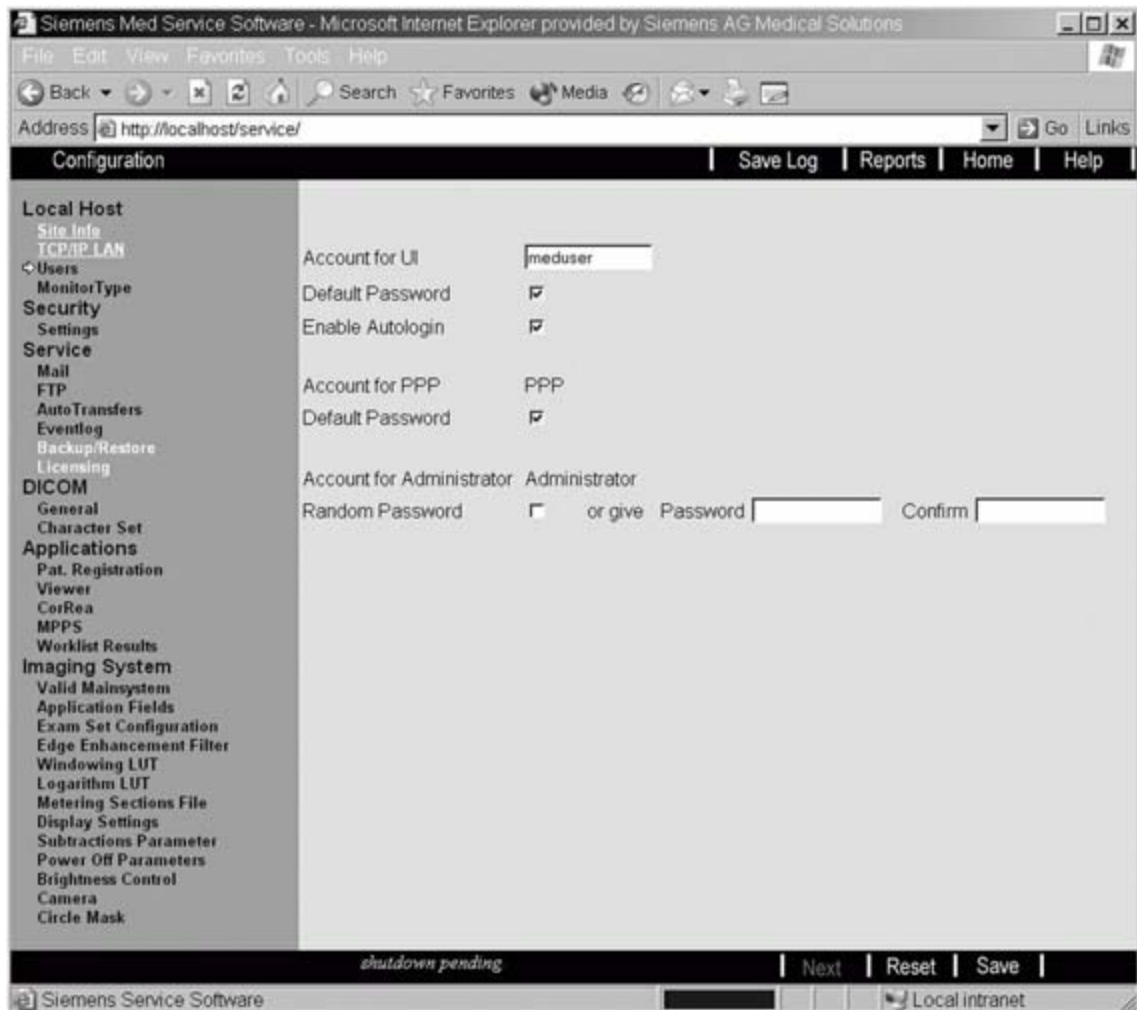 Siemens Med Service Software - Microsoft Internet Explorer provided by Siemens AG Medical Solutions
File Edit View Favorites Tools Help
Back Search Favorites Media
Address http://localhost/service/ Go Links
Configuration Save Log Reports Home Help
Local Host
Site Info
TCP/IP LAN
Users
MonitorType
Security
Settings
Service
Mail
FTP
AutoTransfers
Eventlog
Backup/Restore
Licensing
DICOM
General
Character Set
Applications
Pat. Registration
Viewer
CorRea
MPPS
Worklist Results
Imaging System
Valid Mainsystem
Application Fields
Exam Set Configuration
Edge Enhancement Filter
Windowing LUT
Logarithm LUT
Metering Sections File
Display Settings
Subtractions Parameter
Power Off Parameters
Brightness Control
Camera
Circle Mask
Account for UI meduser
Default Password
Enable Autologin
Account for PPP PPP
Default Password
Account for Administrator Administrator
Random Password or give Password Confirm
shutdown pending Next Reset Save
Siemens Service Software Local intranet